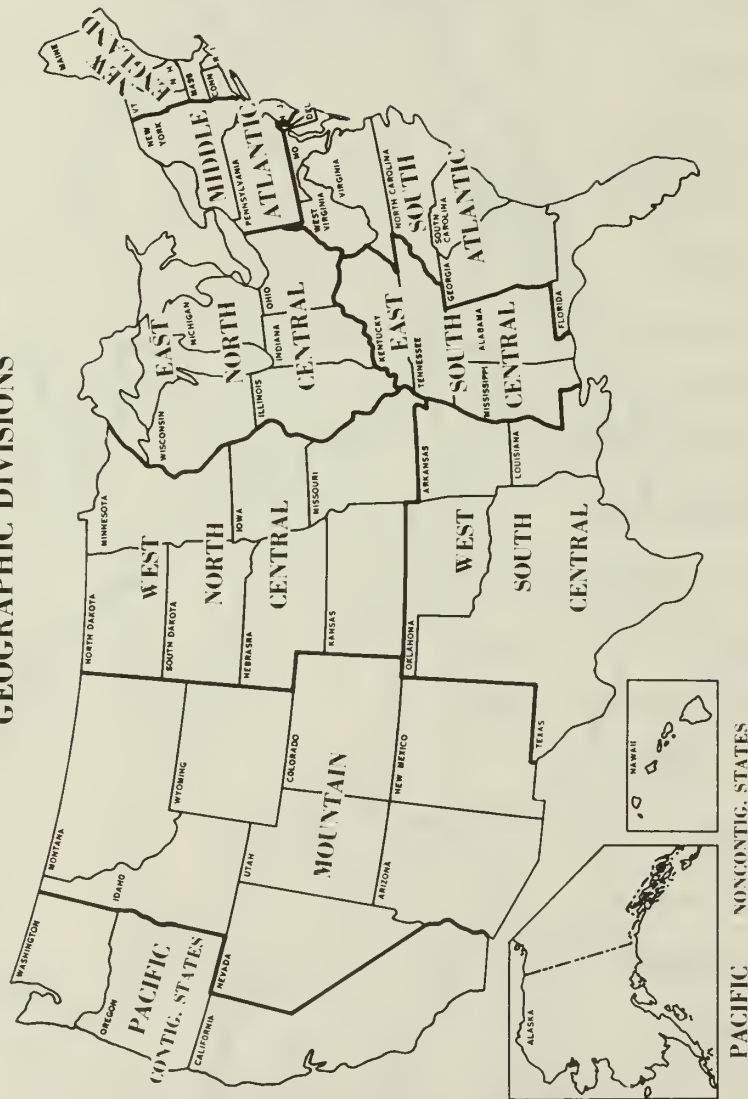 GEOGRAPHIC DIVISIONS
WASHINGTON
MONTANA
OREGON
IDAHO
WYOMING
PACIFIC
CONTIG. STATES
CALIFORNIA
NEVADA
UTAH
COLORADO
MOUNTAIN
ARIZONA
NEW MEXICO
NORTH DAKOTA
MINNESOTA
SOUTH DAKOTA
WEST
NORTH
CENTRAL
NEBRASKA
IOWA
KANSAS
MISSOURI
WISCONSIN
MICHIGAN
EAST
NORTH
CENTRAL
ILLINOIS
INDIANA
OHIO
OKLAHOMA
ARKANSAS
WEST
SOUTH
CENTRAL
TEXAS
LOUISIANA
KENTUCKY
TENNESSEE
EAST
SOUTH
CENTRAL
MISSISSIPPI
ALABAMA
MAINE
NEW
ENGLAND
VT
N H
MASS
CONN
R I
NEW
YORK
MIDDLE
ATLANTIC
PENNSYLVANIA
N J
DEL
MD
WEST
VIRGINIA
VIRGINIA
NORTH CAROLINA
SOUTH
CAROLINA
SOUTH
ATLANTIC
GEORGIA
FLORIDA
ALASKA
HAWAII
PACIFIC NONCONTIG. STATES